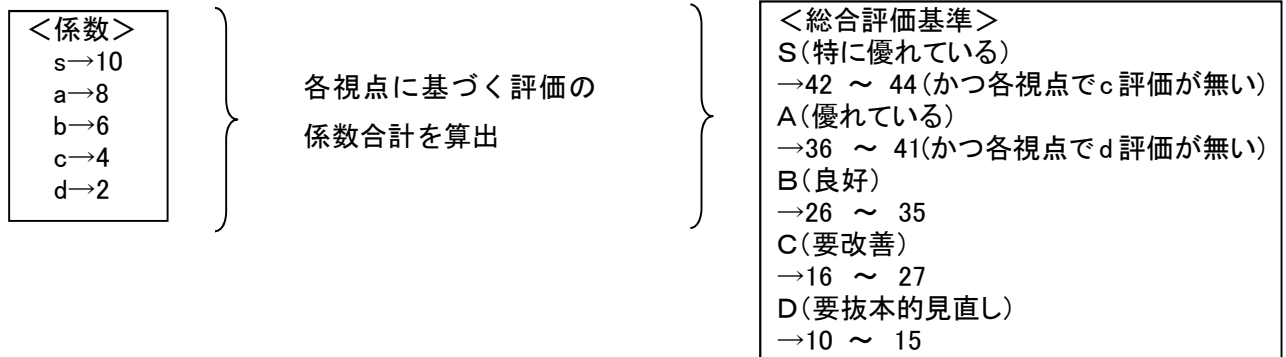 ＜係数＞
s→10
a→8
b→6
c→4
d→2
各視点に基づく評価の
係数合計を算出
＜総合評価基準＞
S（特に優れている）
→42 ～ 44（かつ各視点でｃ評価が無い）
A（優れている）
→36 ～ 41(かつ各視点でｄ評価が無い）
B（良好）
→26 ～ 35
C（要改善）
→16 ～ 27
D（要抜本的見直し）
→10 ～ 15